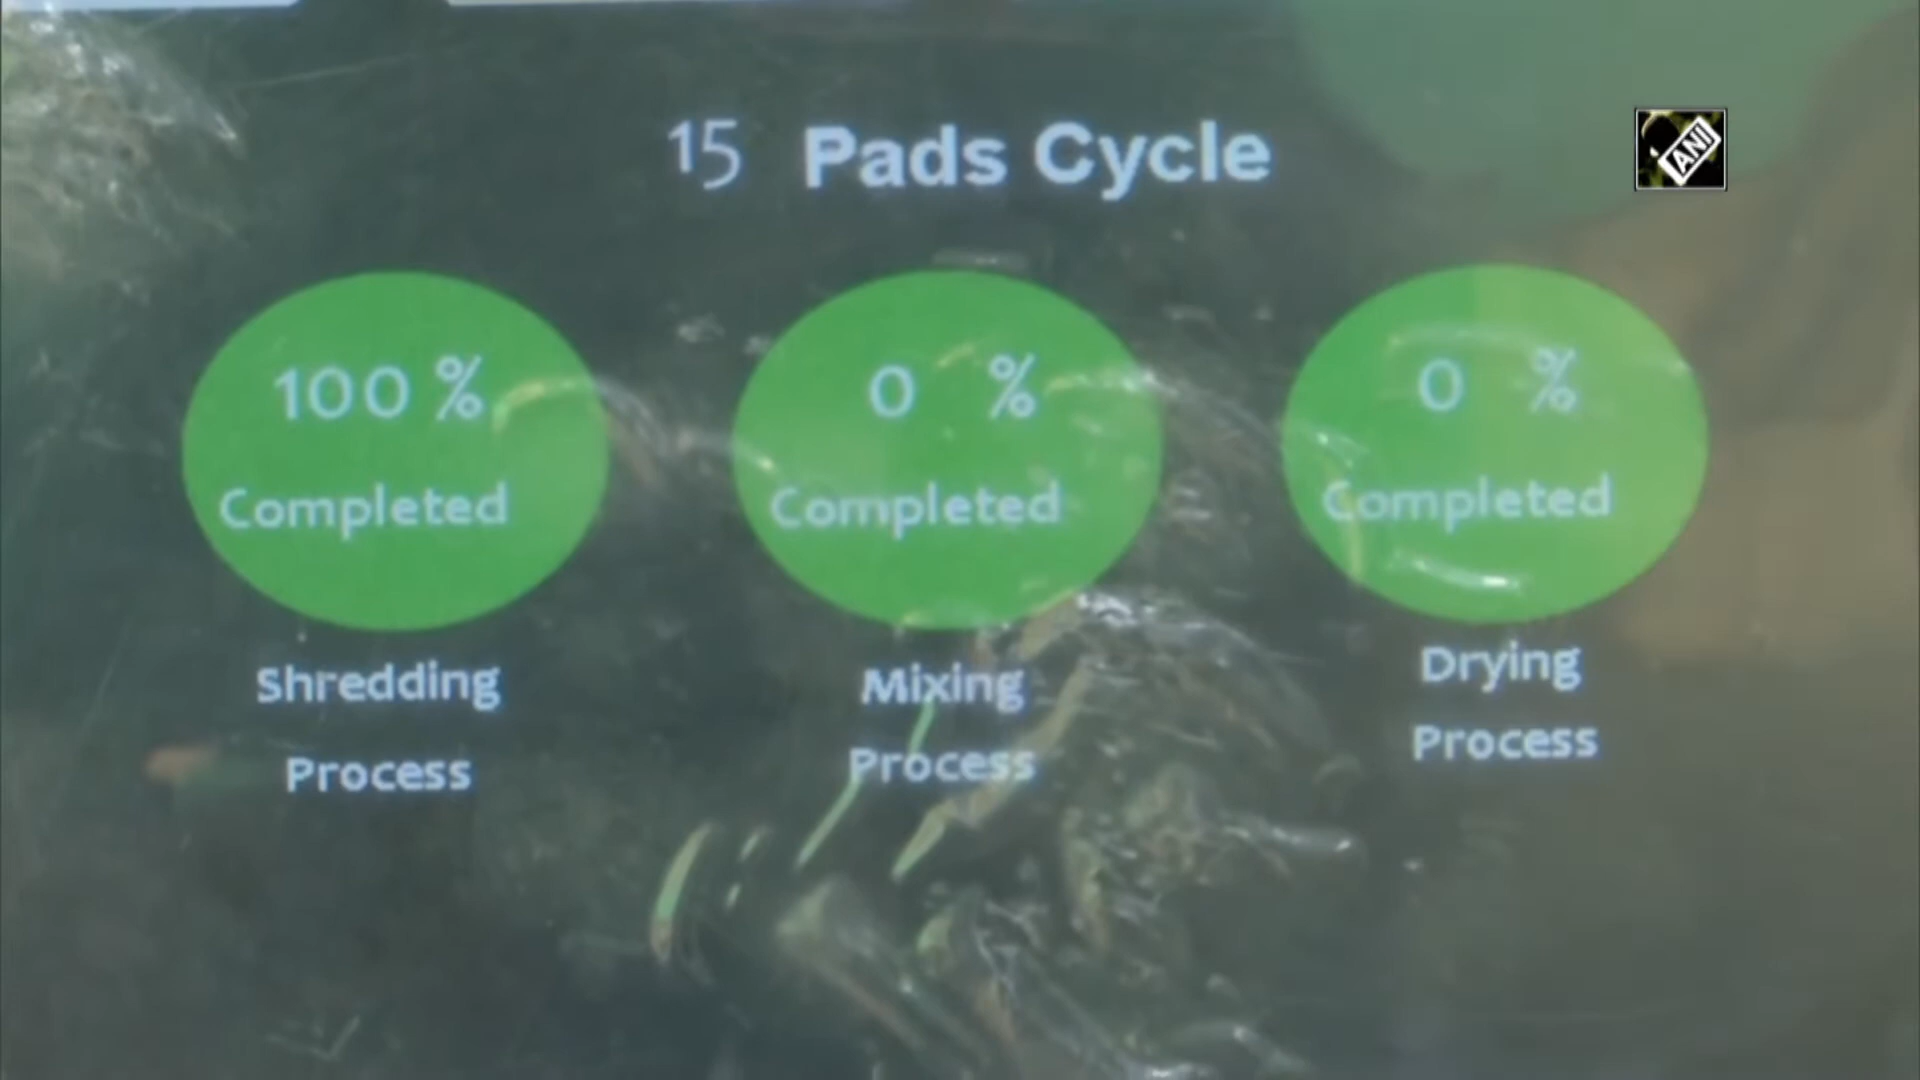 15 Pads Cycle
ANI
100 %
Completed
Shredding
Process
0 %
Completed
Mixing
Process
0 %
Completed
Drying
Process